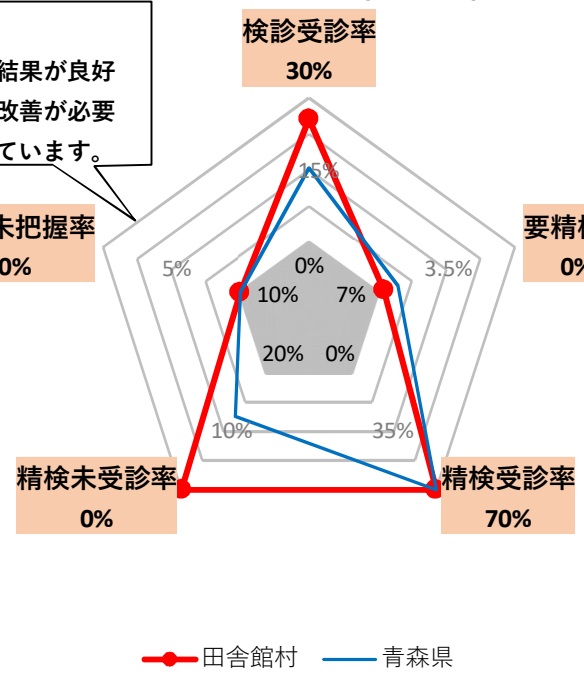 結果が良好
改善が必要
ています。
検診受診率
30%
15%
未把握率
0%
5%
3.5%
要精検
0%
0%
10%
7%
20%
0%
10%
35%
精検未受診率
0%
精検受診率
70%
田舎館村
青森県